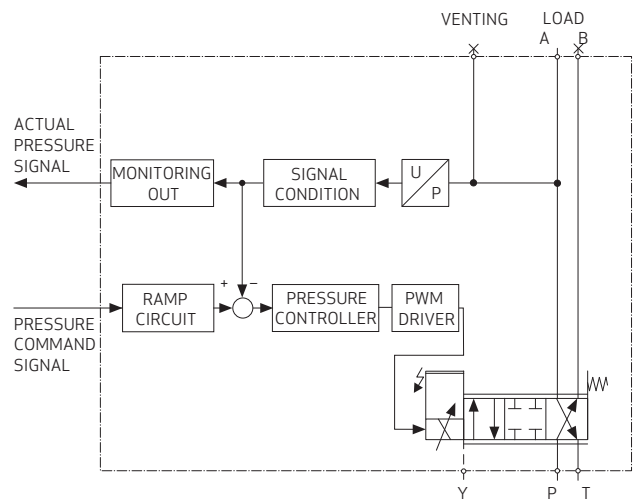 VENTING
LOAD
A B
ACTUAL
PRESSURE
SIGNAL
MONITORING
OUT
SIGNAL
CONDITION
U
P
+ −
RAMP
CIRCUIT
PRESSURE
CONTROLLER
PWM
DRIVER
PRESSURE
COMMAND
SIGNAL
Y P T